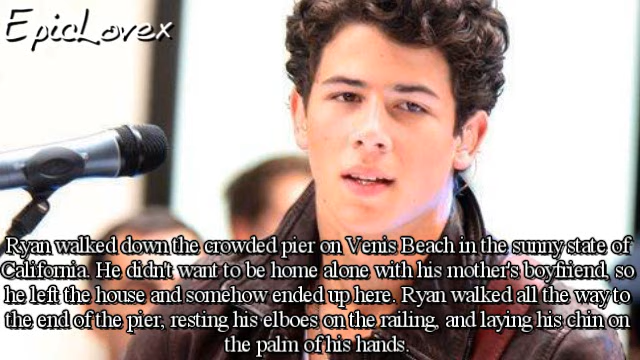 EpicLovex
Ryan walked down the crowded pier on Venis Beach in the sunny state of
California. He didn't want to be home alone with his mother's boyfriend, so
he left the house and somehow ended up here. Ryan walked all the way to
the end of the pier, resting his elboes on the railing, and laying his chin on
the palm of his hands.